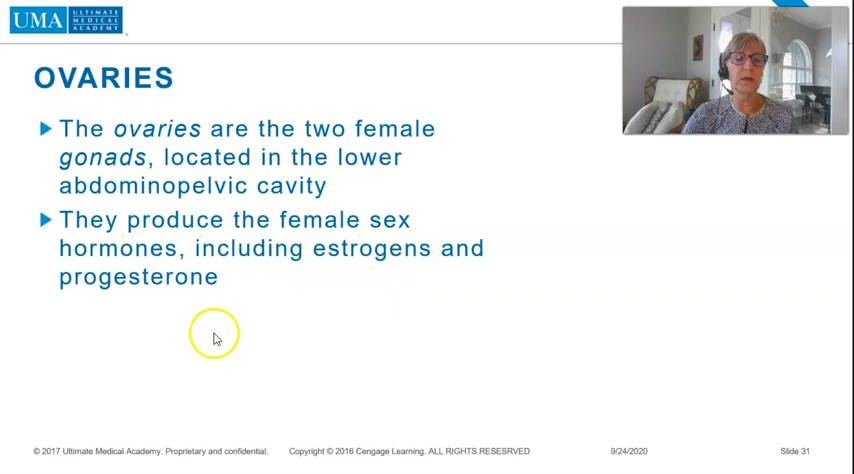 UMA
ULTIMATE
MEDICAL
ACADEMY
OVARIES
The ovaries are the two female
gonads, located in the lower
abdominopelvic cavity
They produce the female sex
hormones, including estrogens and
progesterone
© 2017 Ultimate Medical Academy. Proprietary and confidential.
Copyright © 2016 Cengage Learning. ALL RIGHTS RESESRVED
9/24/2020
Slide 31